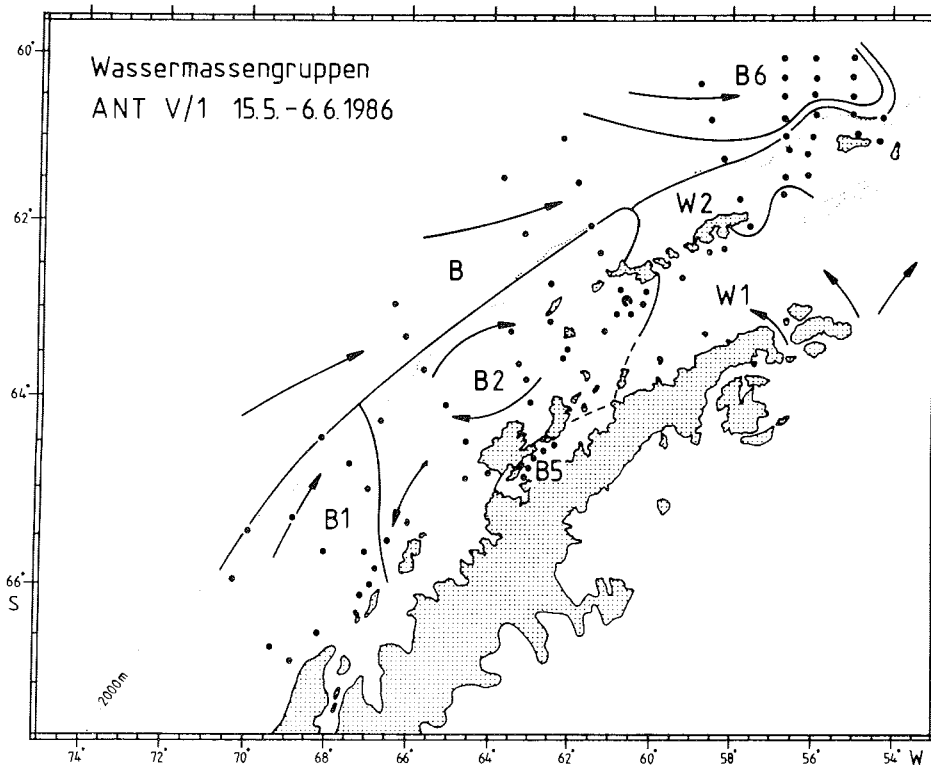 Wassermassengruppen
ANT V/1 15.5.-6.6.1986
60°
62°
64°
66°
S
B6
W2
B
W1
B2
B5
B1
2000m
74° 72° 70° 68° 66° 64° 62° 60° 58° 56° 54° W